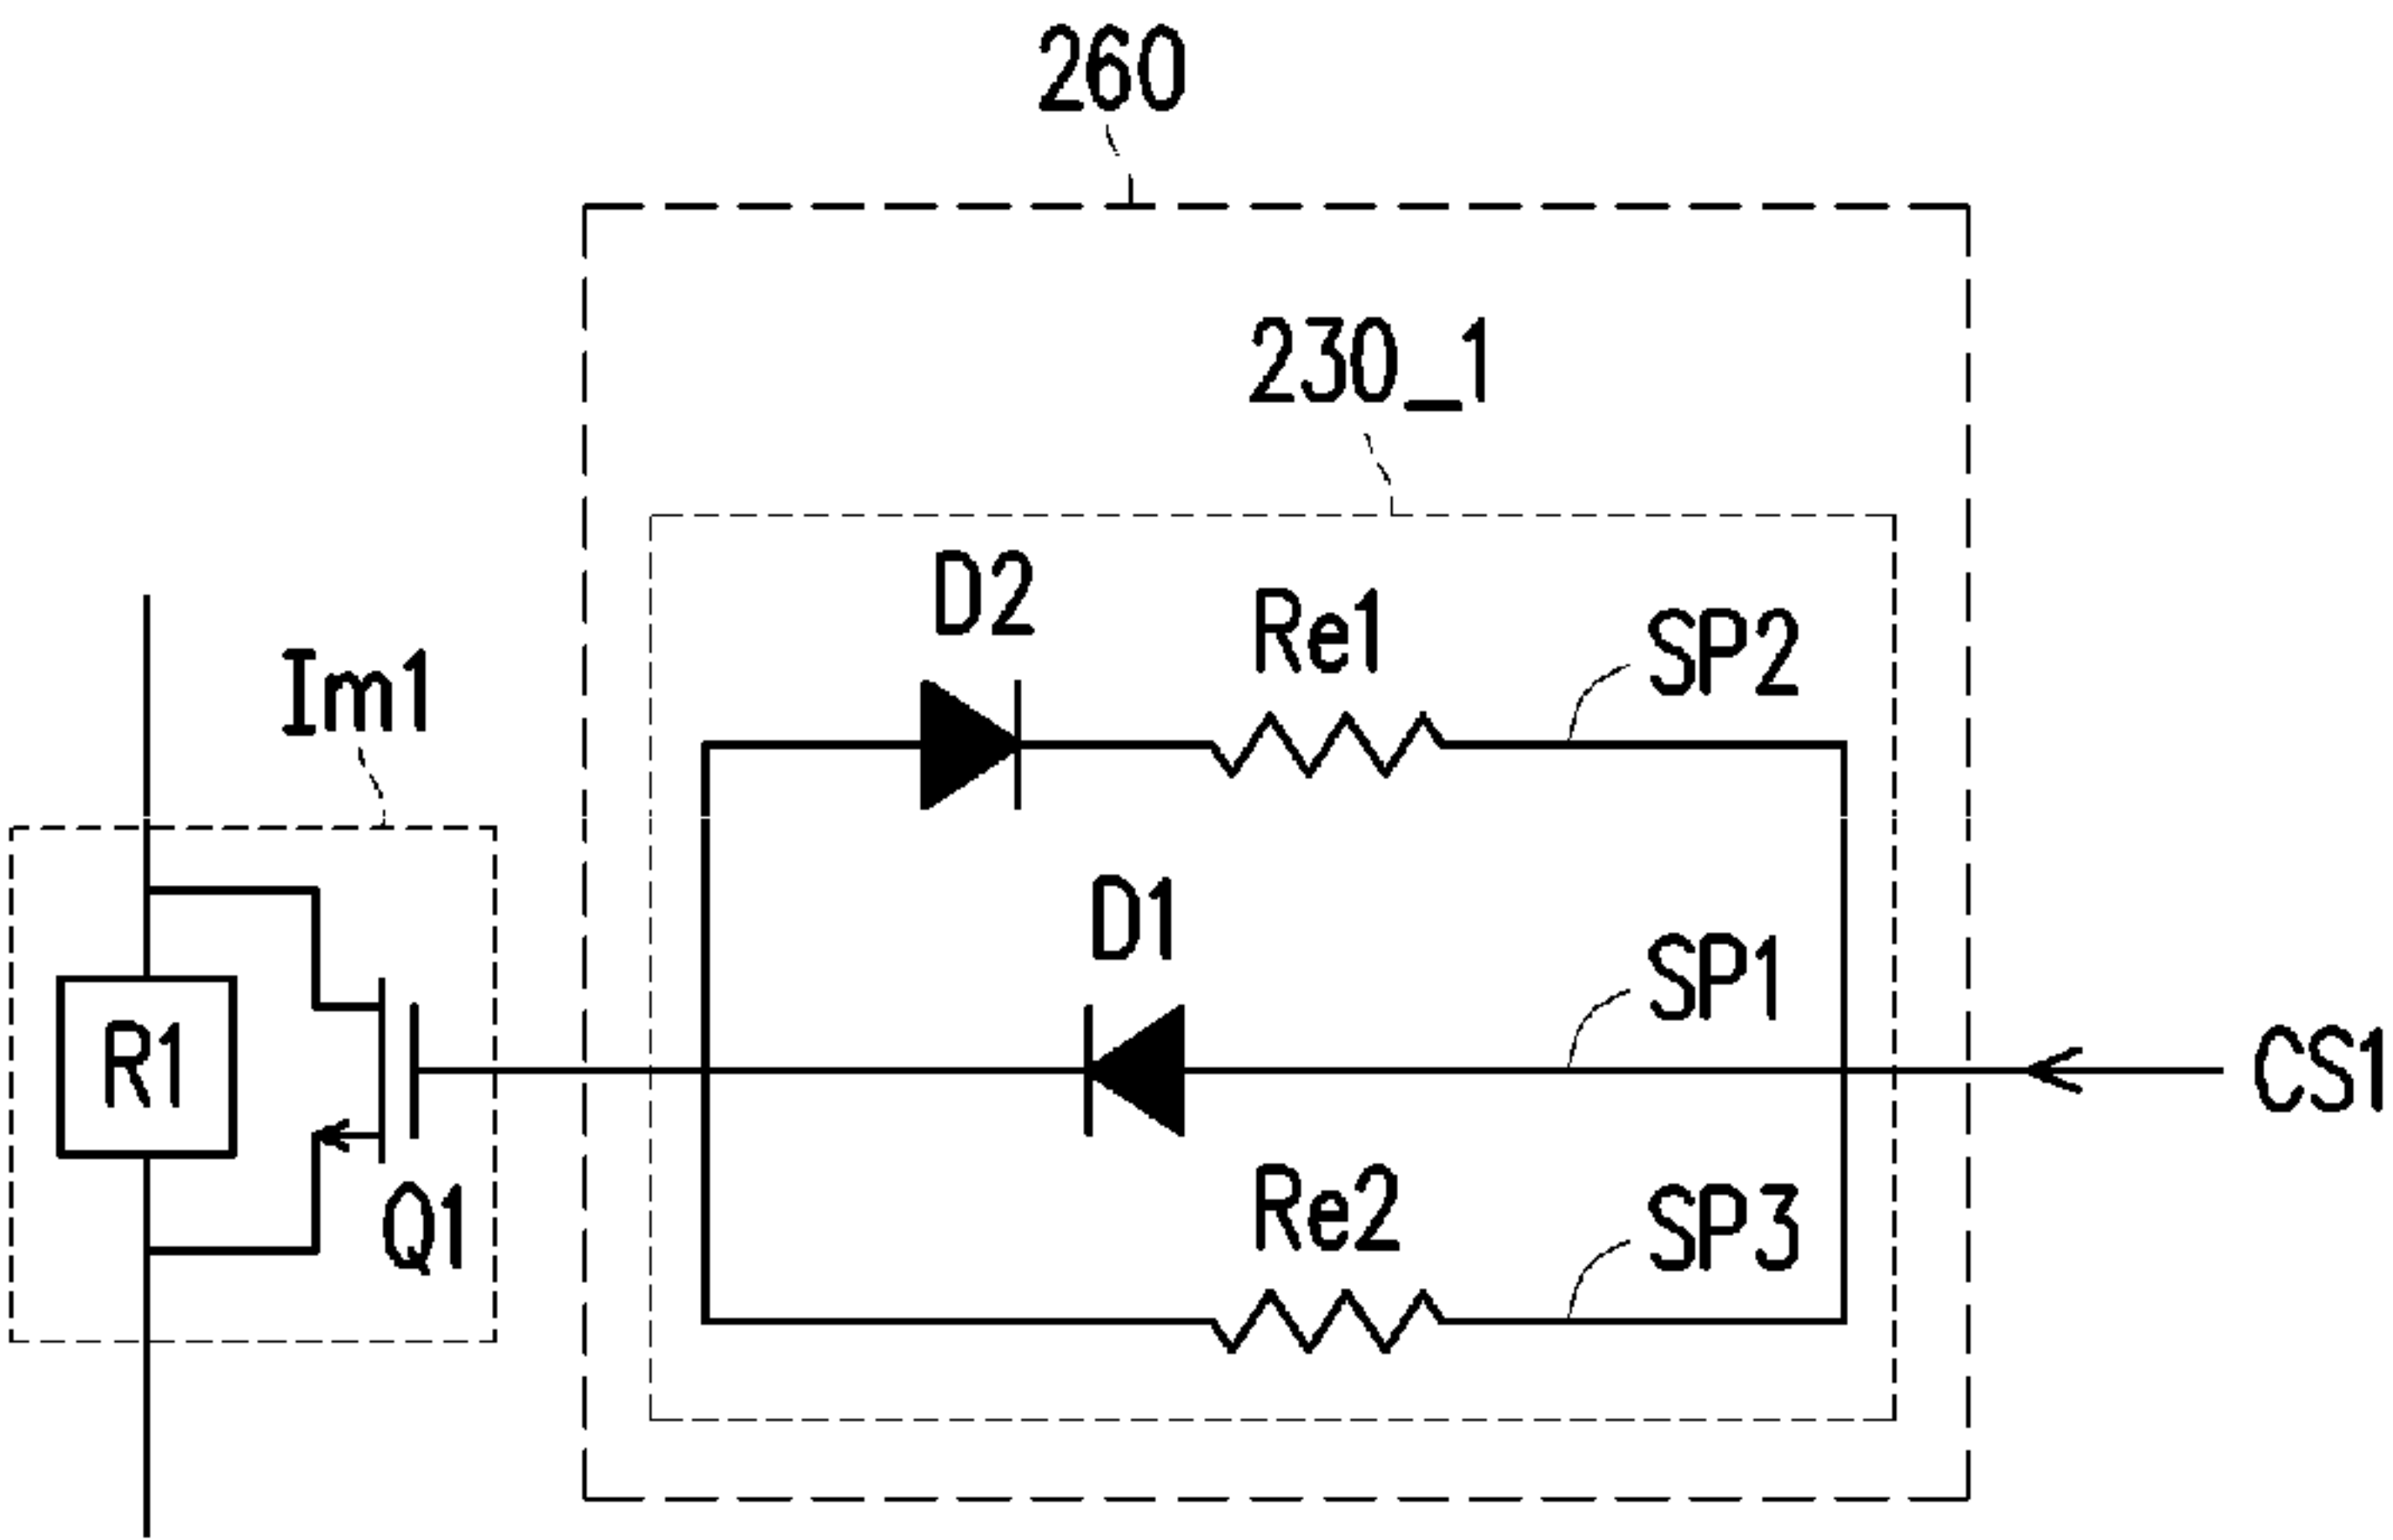 260
230_1
D2
Re1
SP2
Im1
D1
SP1
R1
CS1
Q1
Re2
SP3